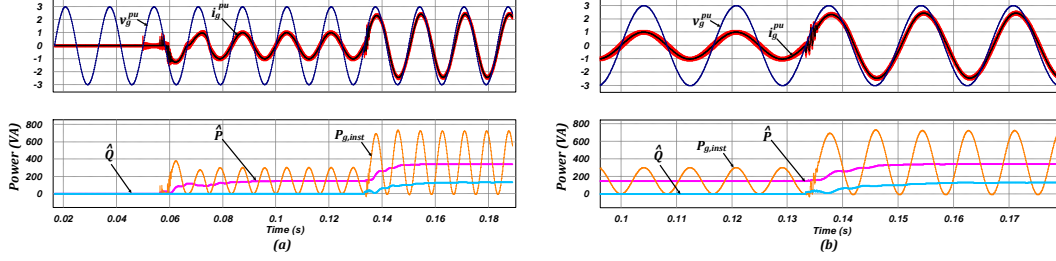 3
2
1
0
-1
-2
-3
v_g^pu
i_g^pu
800
600
400
200
0
Power (VA)
Q̂
P̂
P_g,inst
0.02
0.04
0.06
0.08
0.10
0.12
0.14
0.16
0.18
Time (s)
(a)
3
2
1
0
-1
-2
-3
v_g^pu
i_g^pu
800
600
400
200
0
Power (VA)
Q̂
P_g,inst
P̂
0.1
0.11
0.12
0.13
0.14
0.15
0.16
0.17
Time (s)
(b)